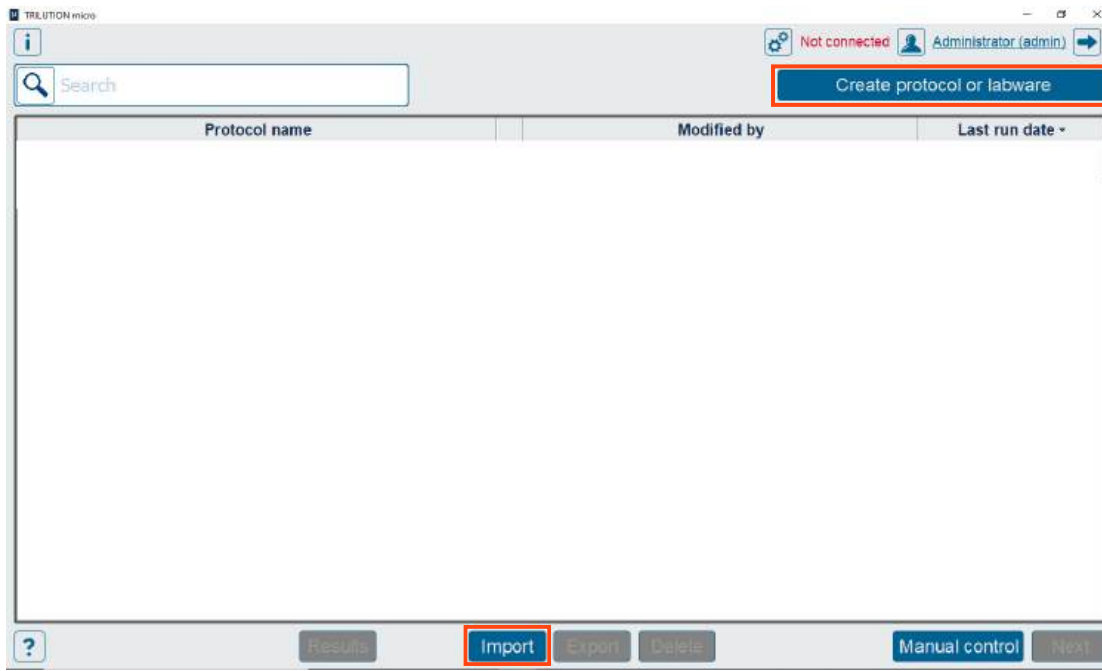 TRILUTION micro
i Not connected Administrator (admin)
Search Create protocol or labware
Protocol name Modified by Last run date
? Results Import Export Delete Manual control Next